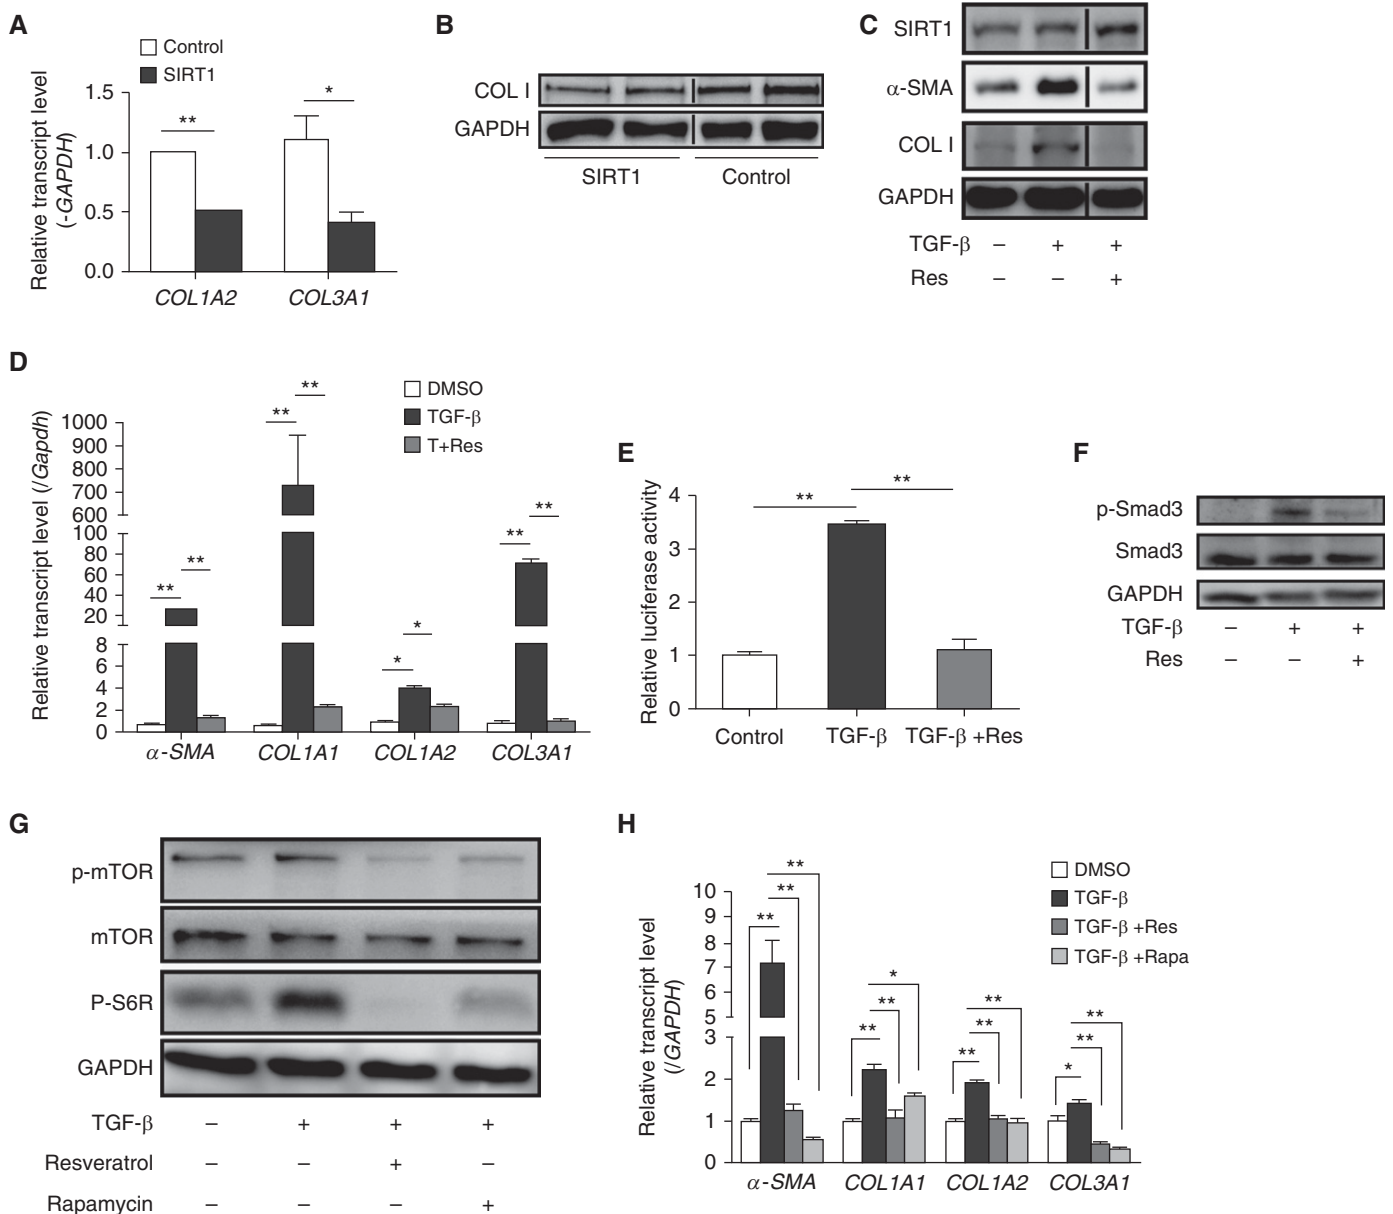 A
Control
SIRT1
Relative transcript level
(-GAPDH)
1.5
1.0
0.5
0.0
**
*
COL1A2
COL3A1
B
COL I
GAPDH
SIRT1
Control
C
SIRT1
α-SMA
COL I
GAPDH
TGF-β – + +
Res – – +
D
DMSO
TGF-β
T+Res
Relative transcript level (/Gapdh)
1000
900
800
700
600
100
80
60
40
20
8
6
4
2
0
** **
** **
* *
** **
α-SMA
COL1A1
COL1A2
COL3A1
E
Relative luciferase activity
4
3
2
1
0
** **
Control
TGF-β
TGF-β +Res
F
p-Smad3
Smad3
GAPDH
TGF-β – + +
Res – – +
G
p-mTOR
mTOR
P-S6R
GAPDH
TGF-β – + + +
Resveratrol – – + –
Rapamycin – – – +
H
DMSO
TGF-β
TGF-β +Res
TGF-β +Rapa
Relative transcript level
(/GAPDH)
10
9
8
7
6
5
3
2
1
0
** ** **
** ** *
** ** **
* ** **
α-SMA
COL1A1
COL1A2
COL3A1